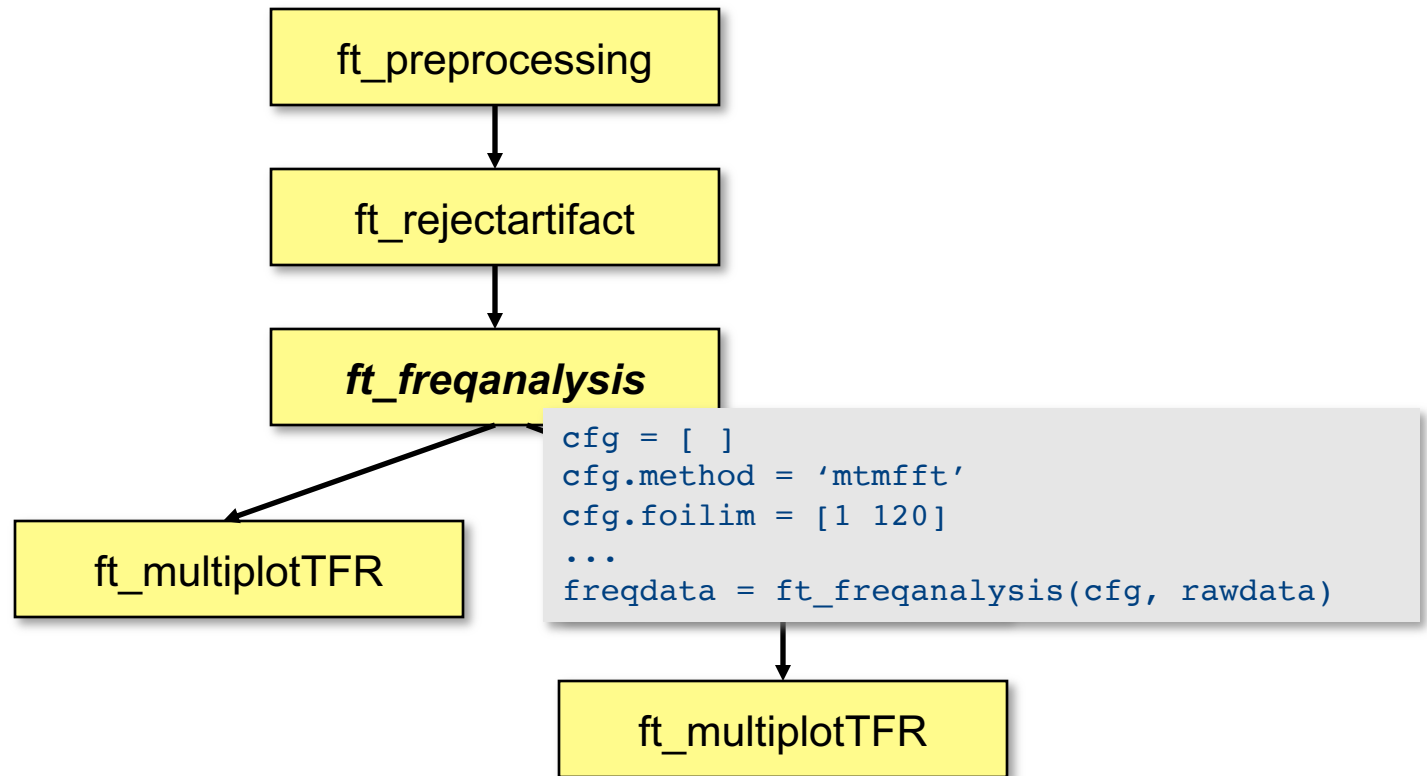 ft_preprocessing
ft_rejectartifact
ft_freqanalysis
cfg = [ ]
cfg.method = ‘mtmfft’
cfg.foilim = [1 120]
...
freqdata = ft_freqanalysis(cfg, rawdata)
ft_multiplotTFR
ft_multiplotTFR